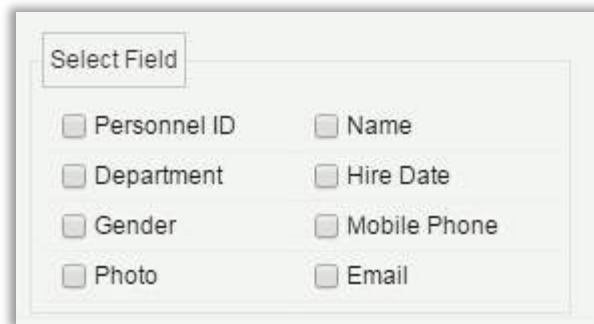 Select Field
Personnel ID Name
Department Hire Date
Gender Mobile Phone
Photo Email